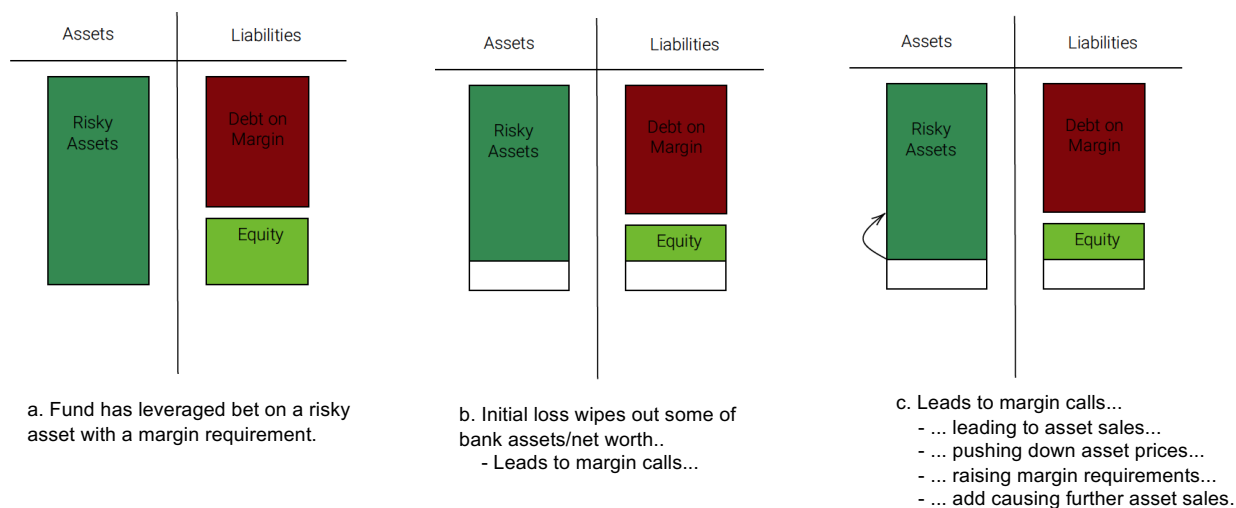 Assets
Liabilities
Risky
Assets
Debt on
Margin
Equity
a. Fund has leveraged bet on a risky
asset with a margin requirement.
Assets
Liabilities
Risky
Assets
Debt on
Margin
Equity
b. Initial loss wipes out some of
bank assets/net worth..
- Leads to margin calls...
Assets
Liabilities
Risky
Assets
Debt on
Margin
Equity
c. Leads to margin calls...
- ... leading to asset sales...
- ... pushing down asset prices...
- ... raising margin requirements...
- ... add causing further asset sales.